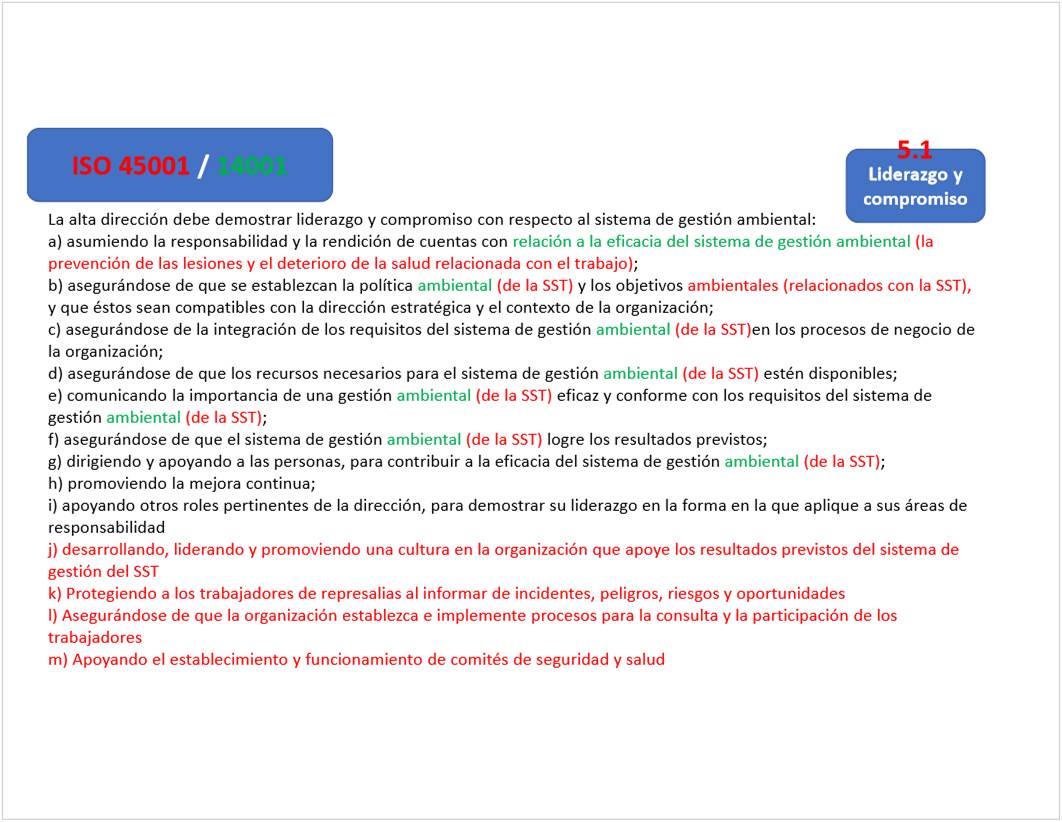 ISO 45001 / 14001
5.1
Liderazgo y
compromiso
La alta dirección debe demostrar liderazgo y compromiso con respecto al sistema de gestión ambiental:
a) asumiendo la responsabilidad y la rendición de cuentas con relación a la eficacia del sistema de gestión ambiental (la
prevención de las lesiones y el deterioro de la salud relacionada con el trabajo);
b) asegurándose de que se establezcan la política ambiental (de la SST) y los objetivos ambientales (relacionados con la SST),
y que éstos sean compatibles con la dirección estratégica y el contexto de la organización;
c) asegurándose de la integración de los requisitos del sistema de gestión ambiental (de la SST)en los procesos de negocio de
la organización;
d) asegurándose de que los recursos necesarios para el sistema de gestión ambiental (de la SST) estén disponibles;
e) comunicando la importancia de una gestión ambiental (de la SST) eficaz y conforme con los requisitos del sistema de
gestión ambiental (de la SST);
f) asegurándose de que el sistema de gestión ambiental (de la SST) logre los resultados previstos;
g) dirigiendo y apoyando a las personas, para contribuir a la eficacia del sistema de gestión ambiental (de la SST);
h) promoviendo la mejora continua;
i) apoyando otros roles pertinentes de la dirección, para demostrar su liderazgo en la forma en la que aplique a sus áreas de
responsabilidad
j) desarrollando, liderando y promoviendo una cultura en la organización que apoye los resultados previstos del sistema de
gestión del SST
k) Protegiendo a los trabajadores de represalias al informar de incidentes, peligros, riesgos y oportunidades
l) Asegurándose de que la organización establezca e implemente procesos para la consulta y la participación de los
trabajadores
m) Apoyando el establecimiento y funcionamiento de comités de seguridad y salud